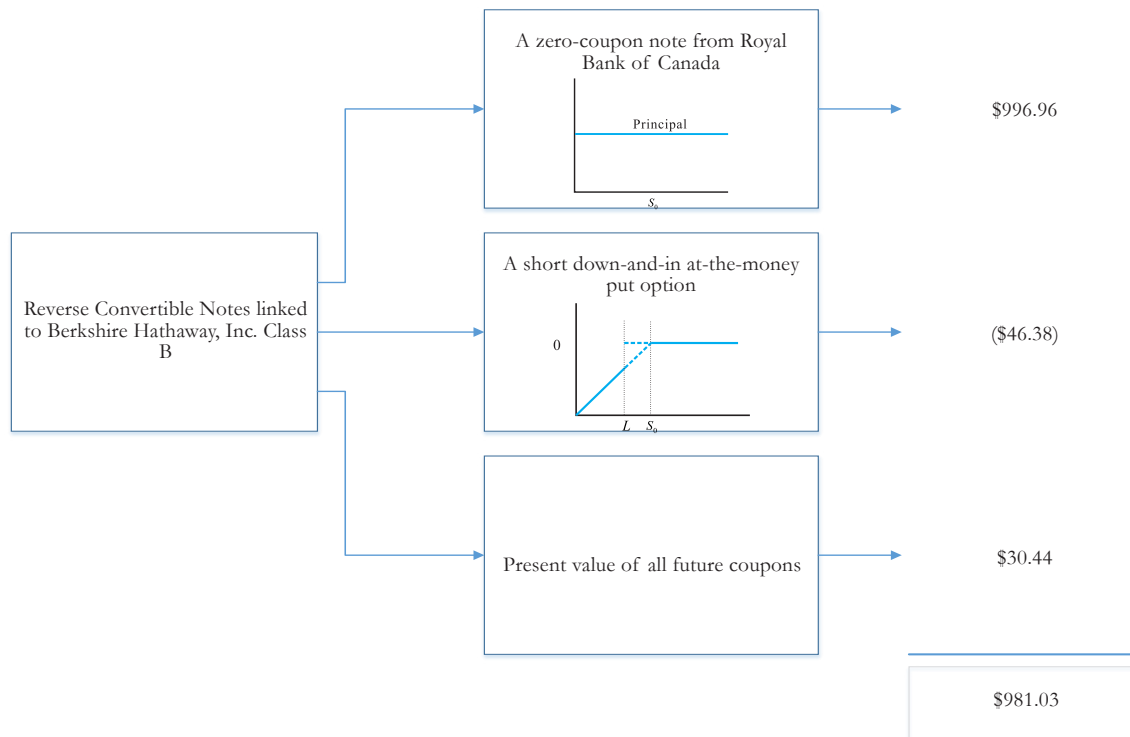 A zero-coupon note from Royal
Bank of Canada
Principal
S₀
$996.96
Reverse Convertible Notes linked
to Berkshire Hathaway, Inc. Class
B
A short down-and-in at-the-money
put option
0
L S₀
($46.38)
Present value of all future coupons
$30.44
$981.03